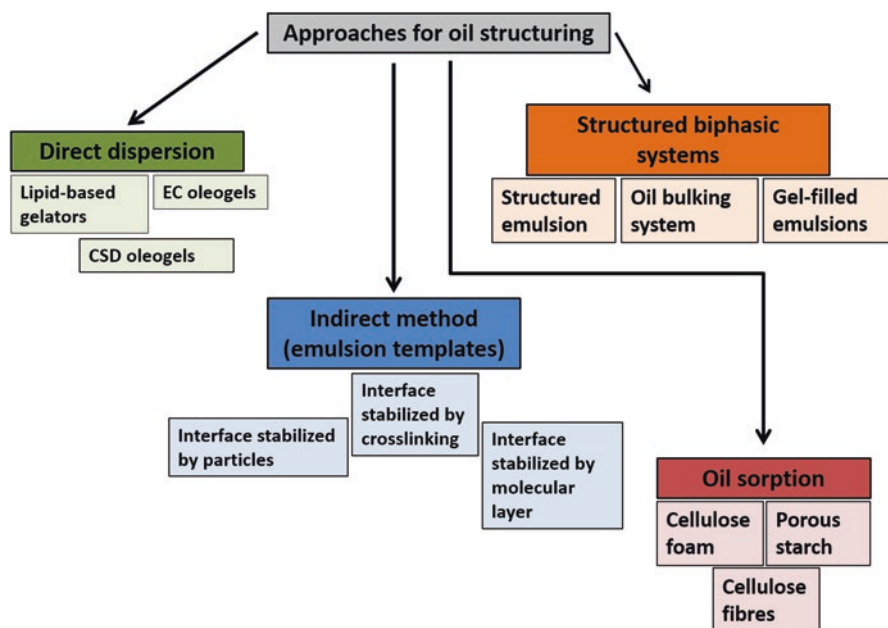 Approaches for oil structuring
Direct dispersion
Lipid-based
gelators
EC oleogels
CSD oleogels
Structured biphasic
systems
Structured
emulsion
Oil bulking
system
Gel-filled
emulsions
Indirect method
(emulsion templates)
Interface stabilized
by particles
Interface
stabilized by
crosslinking
Interface
stabilized by
molecular
layer
Oil sorption
Cellulose
foam
Porous
starch
Cellulose
fibres